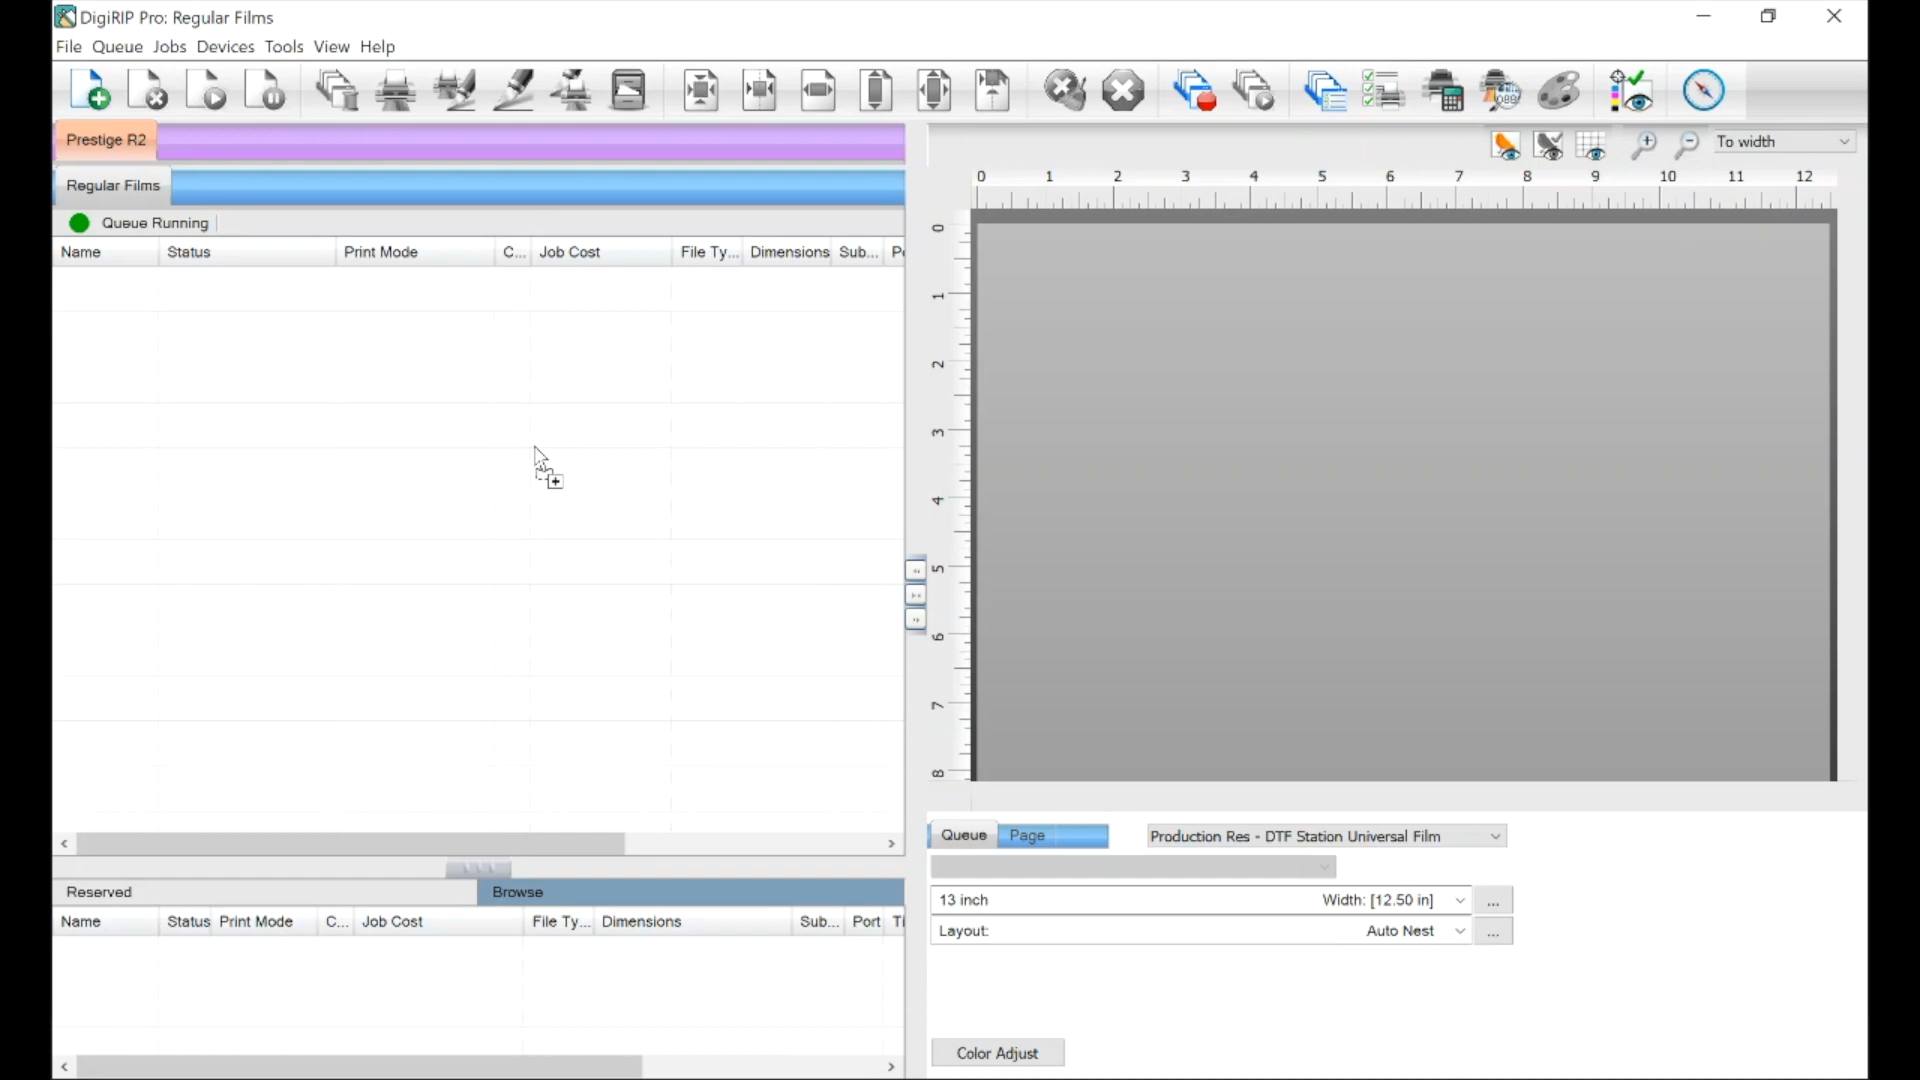 DigiRIP Pro: Regular Films
File Queue Jobs Devices Tools View Help
Prestige R2
To width
Regular Films
0 1 2 3 4 5 6 7 8 9 10 11 12
Queue Running
Name Status Print Mode C... Job Cost File Ty... Dimensions Sub...
0
1
2
3
4
5
6
7
8
Queue Page Production Res - DTF Station Universal Film
Reserved Browse
13 inch Width: [12.50 in] ...
Name Status Print Mode C... Job Cost File Ty... Dimensions Sub... Port Ti
Layout: Auto Nest ...
Color Adjust